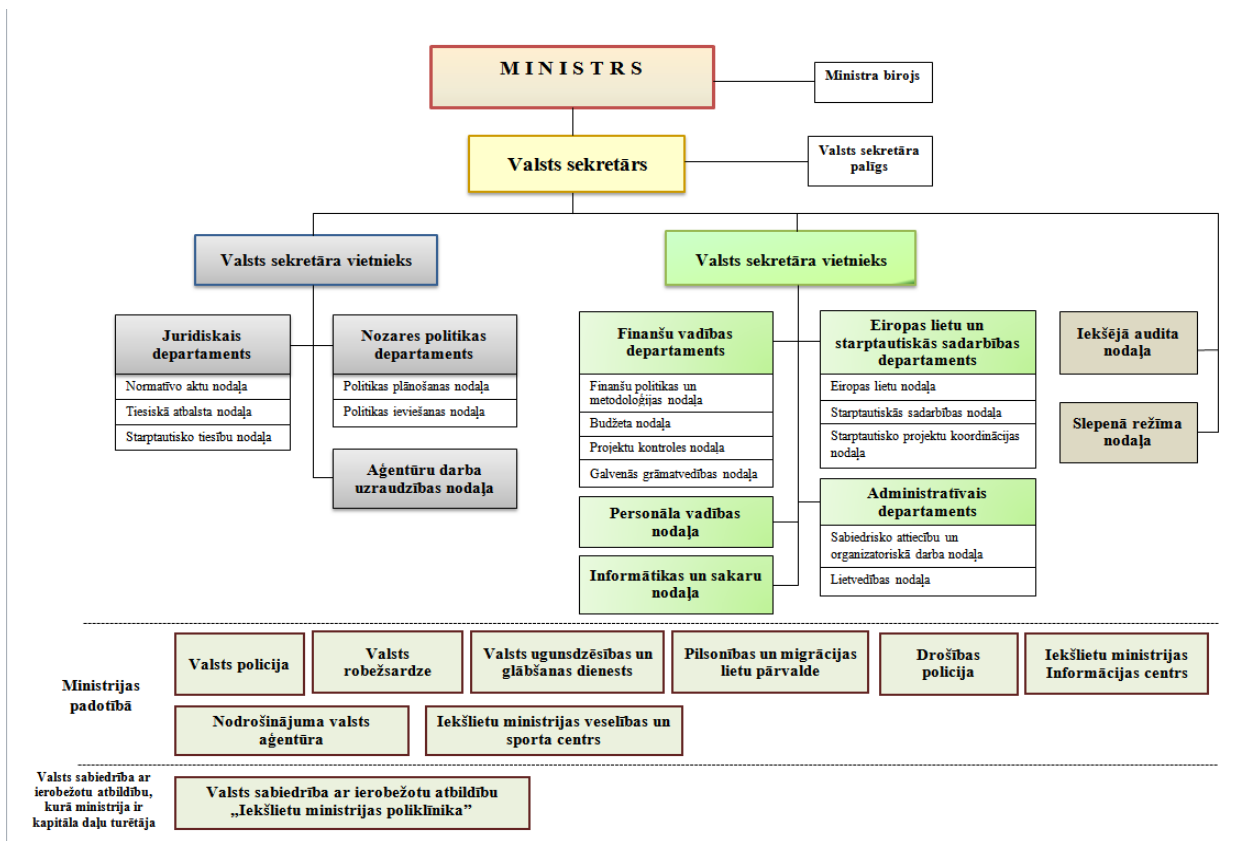 M I N I S T R S
Ministra birojs
Valsts sekretārs
Valsts sekretāra
palīgs
Valsts sekretāra vietnieks
Valsts sekretāra vietnieks
Juridiskais
departaments
Normatīvo aktu nodaļa
Tiesiskā atbalsta nodaļa
Starptautisko tiesību nodaļa
Nozares politikas
departaments
Politikas plānošanas nodaļa
Politikas ieviešanas nodaļa
Aģentūru darba
uzraudzības nodaļa
Finanšu vadības
departaments
Finanšu politikas un
metodoloģijas nodaļa
Budžeta nodaļa
Projektu kontroles nodaļa
Galvenās grāmatvedības nodaļa
Personāla vadības
nodaļa
Informātikas un sakaru
nodaļa
Eiropas lietu un
starptautiskās sadarbības
departaments
Eiropas lietu nodaļa
Starptautiskās sadarbības nodaļa
Starptautisko projektu koordinācijas
nodaļa
Administratīvais
departaments
Sabiedrisko attiecību un
organizatoriskā darba nodaļa
Lietvedības nodaļa
Iekšējā audita
nodaļa
Slepenā režīma
nodaļa
Ministrijas
padotībā
Valsts policija
Valsts
robežsardze
Valsts ugunsdzēsības un
glābšanas dienests
Pilsonības un migrācijas
lietu pārvalde
Drošības
policija
Iekšlietu ministrijas
Informācijas centrs
Nodrošinājuma valsts
aģentūra
Iekšlietu ministrijas veselības un
sporta centrs
Valsts sabiedrība ar
ierobežotu atbildību,
kurā ministrija ir
kapitāla daļu turētāja
Valsts sabiedrība ar ierobežotu atbildību
„Iekšlietu ministrijas poliklīnika”